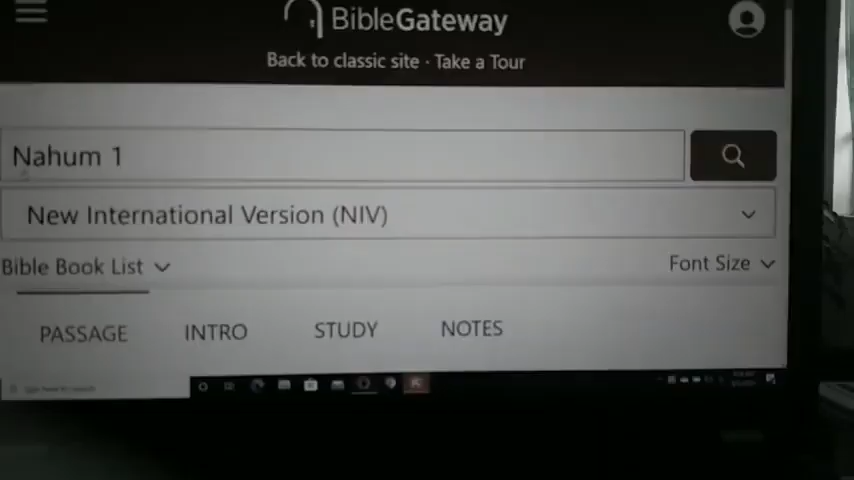 BibleGateway
Back to classic site · Take a Tour
Nahum 1
New International Version (NIV)
Bible Book List
Font Size
PASSAGE INTRO STUDY NOTES